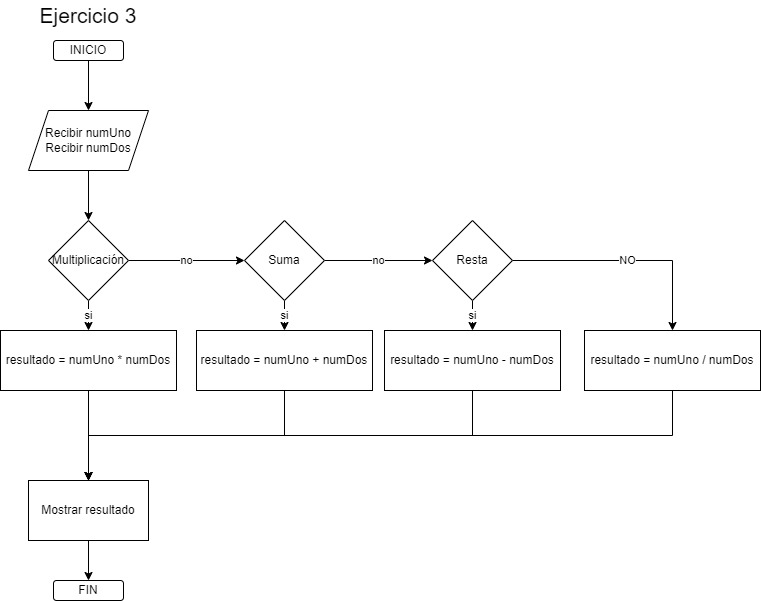 Ejercicio 3
INICIO
Recibir numUno
Recibir numDos
Multiplicación
no
Suma
no
Resta
NO
si
si
si
resultado = numUno * numDos
resultado = numUno + numDos
resultado = numUno - numDos
resultado = numUno / numDos
Mostrar resultado
FIN